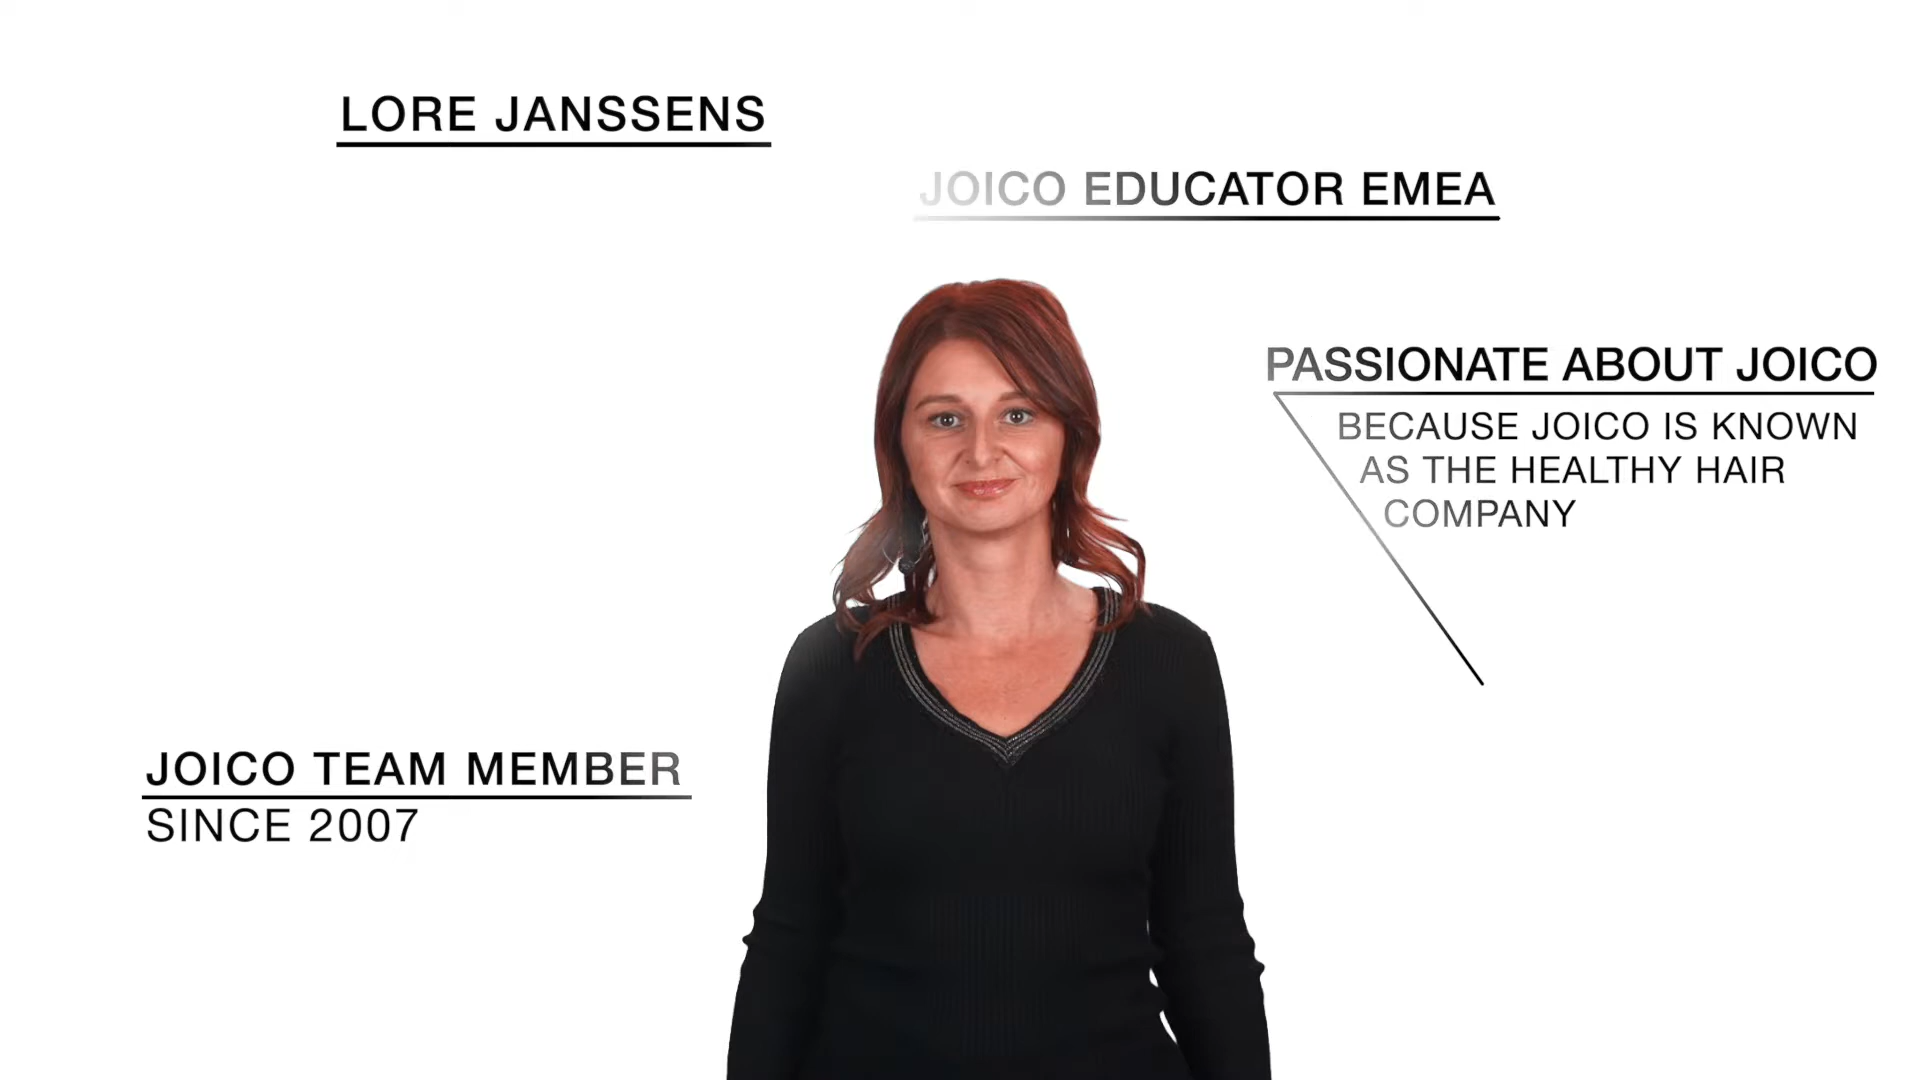 LORE JANSSENS
JOICO EDUCATOR EMEA
PASSIONATE ABOUT JOICO
BECAUSE JOICO IS KNOWN
AS THE HEALTHY HAIR
COMPANY
JOICO TEAM MEMBER
SINCE 2007